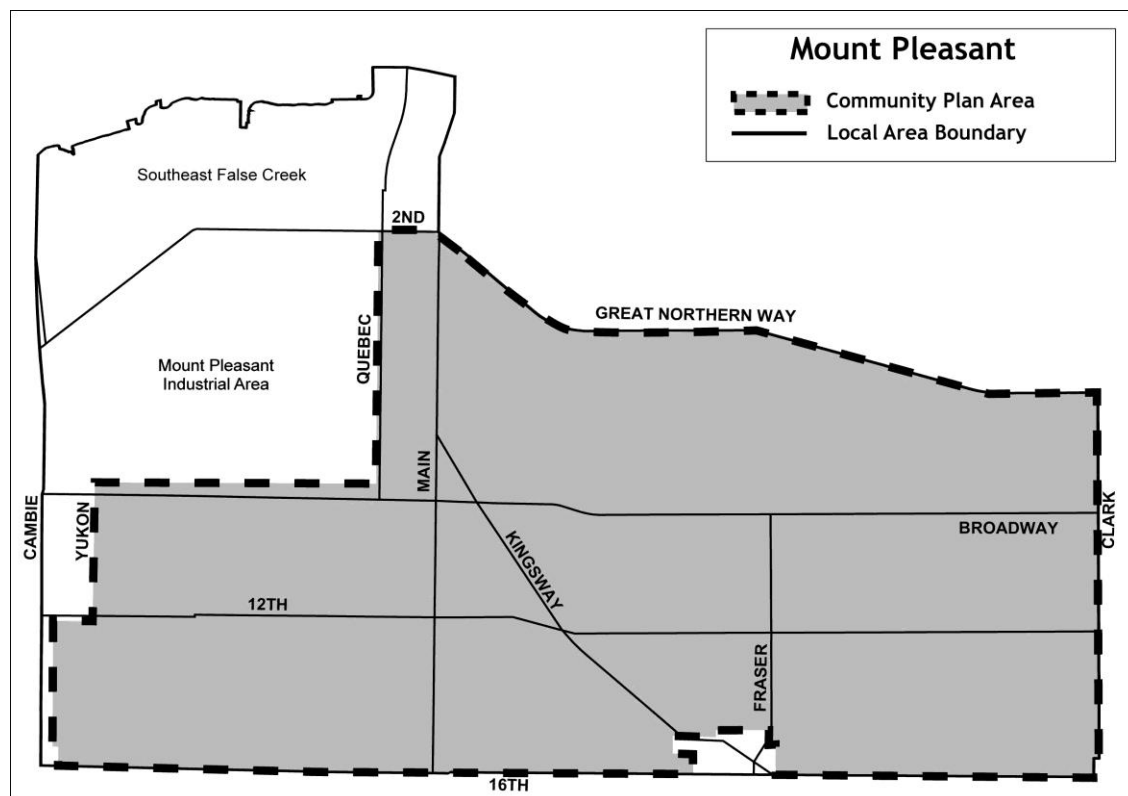 Mount Pleasant
Community Plan Area
Local Area Boundary
Southeast False Creek
2ND
GREAT NORTHERN WAY
QUEBEC
Mount Pleasant
Industrial Area
MAIN
CAMBIE
YUKON
KINGSWAY
BROADWAY
CLARK
12TH
FRASER
16TH